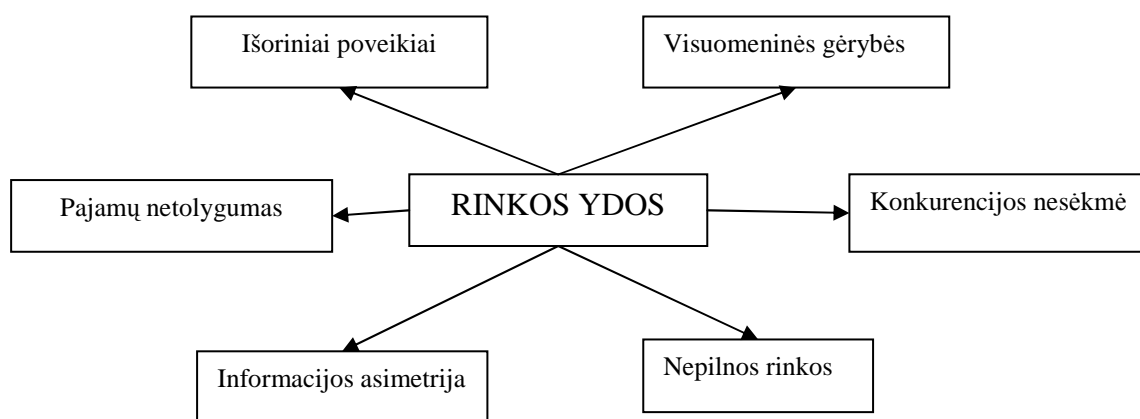 Išoriniai poveikiai
Visuomeninės gėrybės
Pajamų netolygumas
RINKOS YDOS
Konkurencijos nesėkmė
Informacijos asimetrija
Nepilnos rinkos